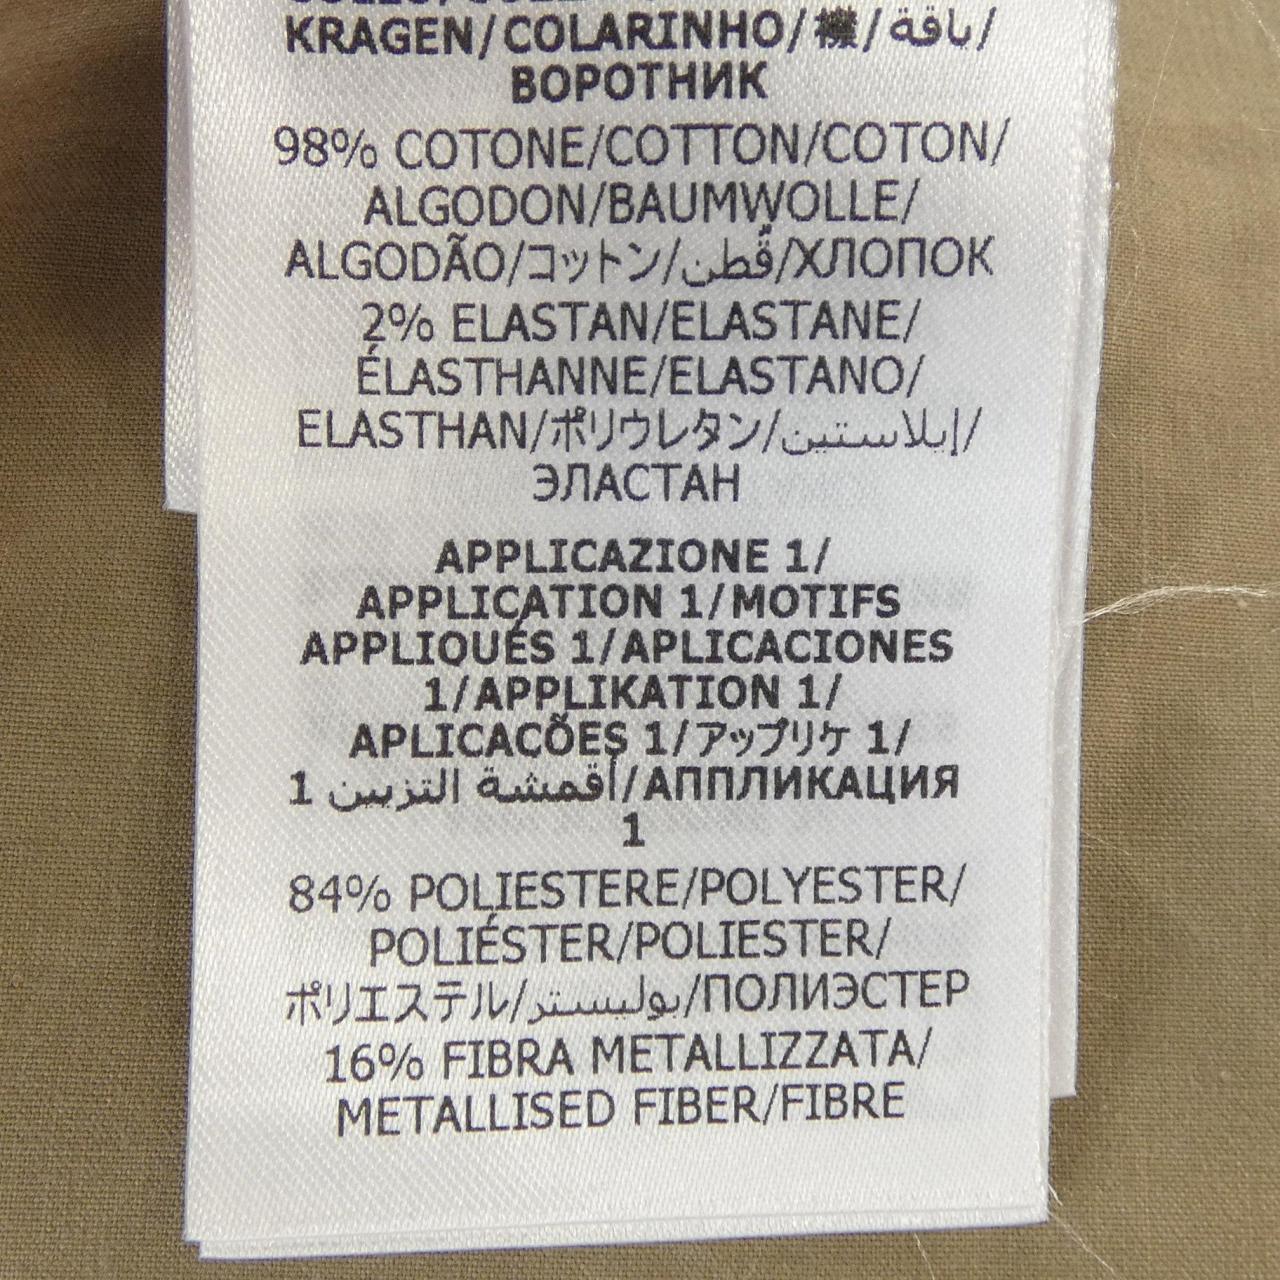 KRAGEN/COLARINHO/襟/ياقة/
ВОРОТНИК
98% COTONE/COTTON/COTON/
ALGODON/BAUMWOLLE/
ALGODÃO/コットン/قُطن/ХЛОПОК
2% ELASTAN/ELASTANE/
ÉLASTHANNE/ELASTANO/
ELASTHAN/ポリウレタン/إيلاستين/
ЭЛАСТАН
APPLICAZIONE 1/
APPLICATION 1/MOTIFS
APPLIQUÉS 1/APLICACIONES
1/APPLIKATION 1/
APLICAÇÕES 1/アップリケ 1/
أقمشة التزيين 1/АППЛИКАЦИЯ
1
84% POLIESTERE/POLYESTER/
POLIÉSTER/POLIESTER/
ポリエステル/بوليستر/ПОЛИЭСТЕР
16% FIBRA METALLIZZATA/
METALLISED FIBER/FIBRE